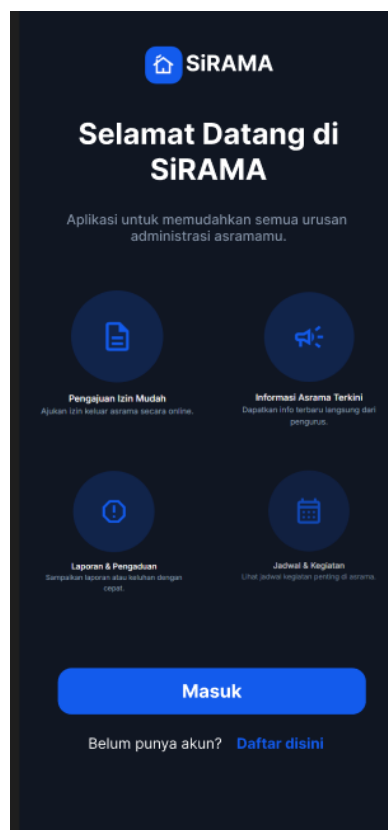 SiRAMA
Selamat Datang di
SiRAMA
Aplikasi untuk memudahkan semua urusan
administrasi asramamu.
Pengajuan Izin Mudah
Ajukan izin keluar asrama secara online.
Informasi Asrama Terkini
Dapatkan info terbaru langsung dari
pengurus.
Laporan & Pengaduan
Sampaikan laporan atau keluhan dengan
cepat.
Jadwal & Kegiatan
Lihat jadwal kegiatan penting di asrama.
Masuk
Belum punya akun? Daftar disini